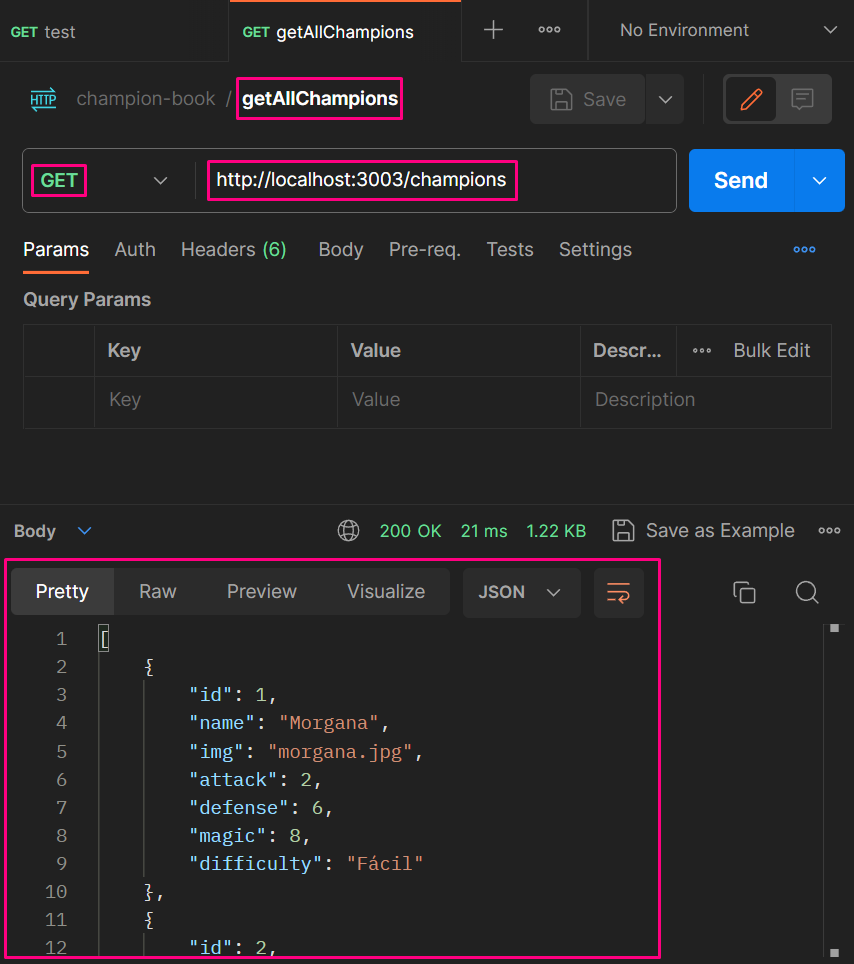 GET test GET getAllChampions No Environment
HTTP champion-book / getAllChampions Save
GET http://localhost:3003/champions Send
Params Auth Headers (6) Body Pre-req. Tests Settings
Query Params
Key Value Descr... Bulk Edit
Key Value Description
Body 200 OK 21 ms 1.22 KB Save as Example
Pretty Raw Preview Visualize JSON
1 [
2 {
3 "id": 1,
4 "name": "Morgana",
5 "img": "morgana.jpg",
6 "attack": 2,
7 "defense": 6,
8 "magic": 8,
9 "difficulty": "Fácil"
10 },
11 {
12 "id": 2,